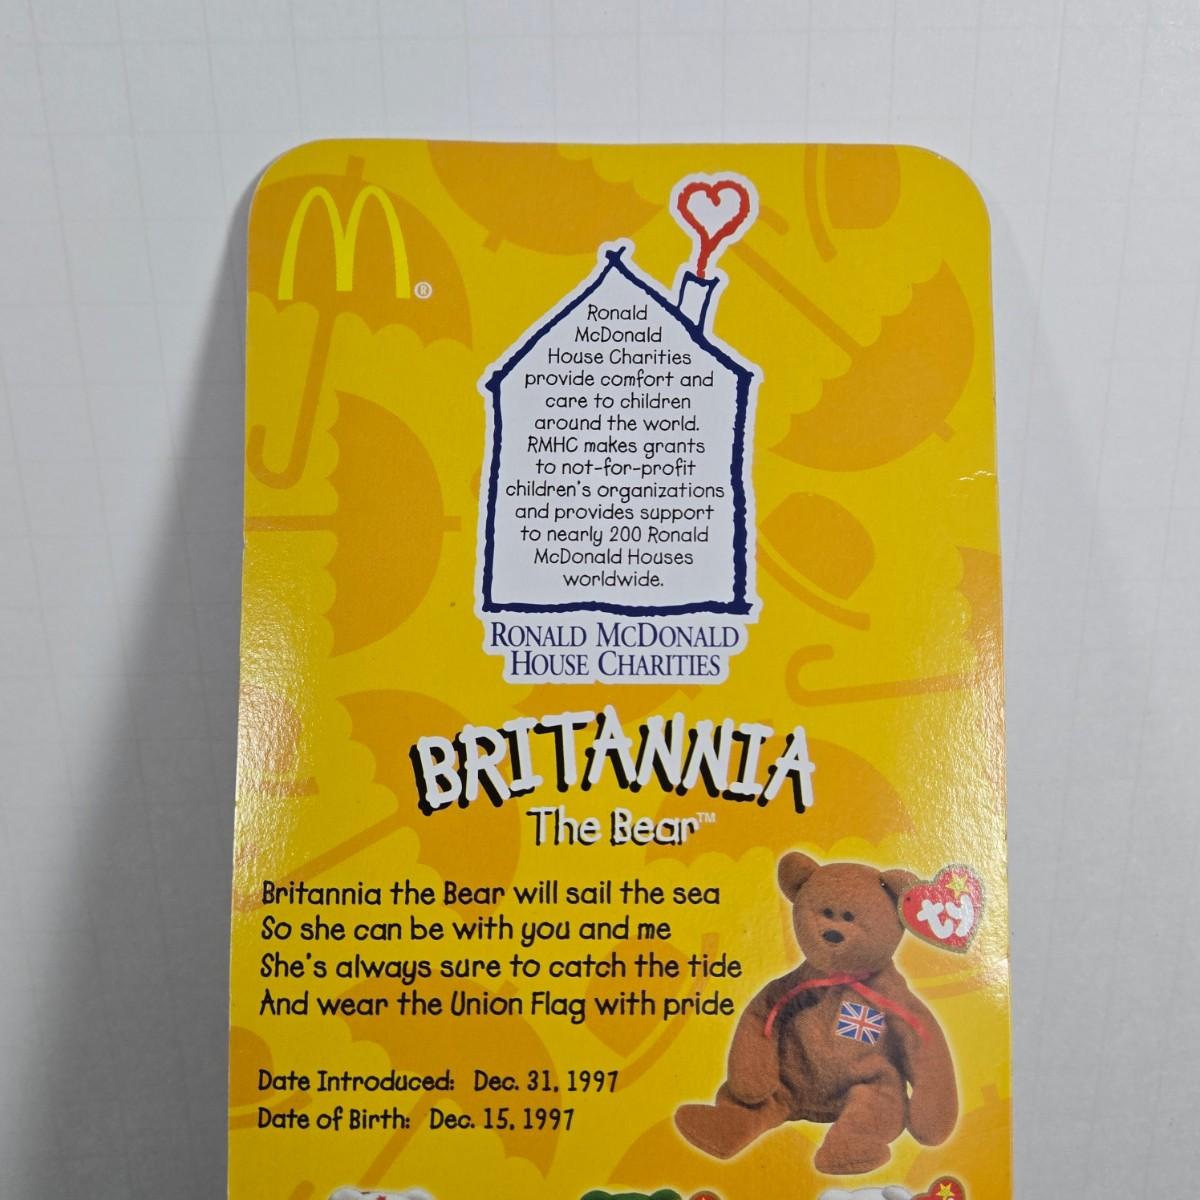 M®
Ronald
McDonald
House Charities
provide comfort and
care to children
around the world.
RMHC makes grants
to not-for-profit
children's organizations
and provides support
to nearly 200 Ronald
McDonald Houses
worldwide.
RONALD MCDONALD
HOUSE CHARITIES
BRITANNIA
The Bear™
Britannia the Bear will sail the sea
So she can be with you and me
She's always sure to catch the tide
And wear the Union Flag with pride
ty
Date Introduced: Dec. 31, 1997
Date of Birth: Dec. 15, 1997